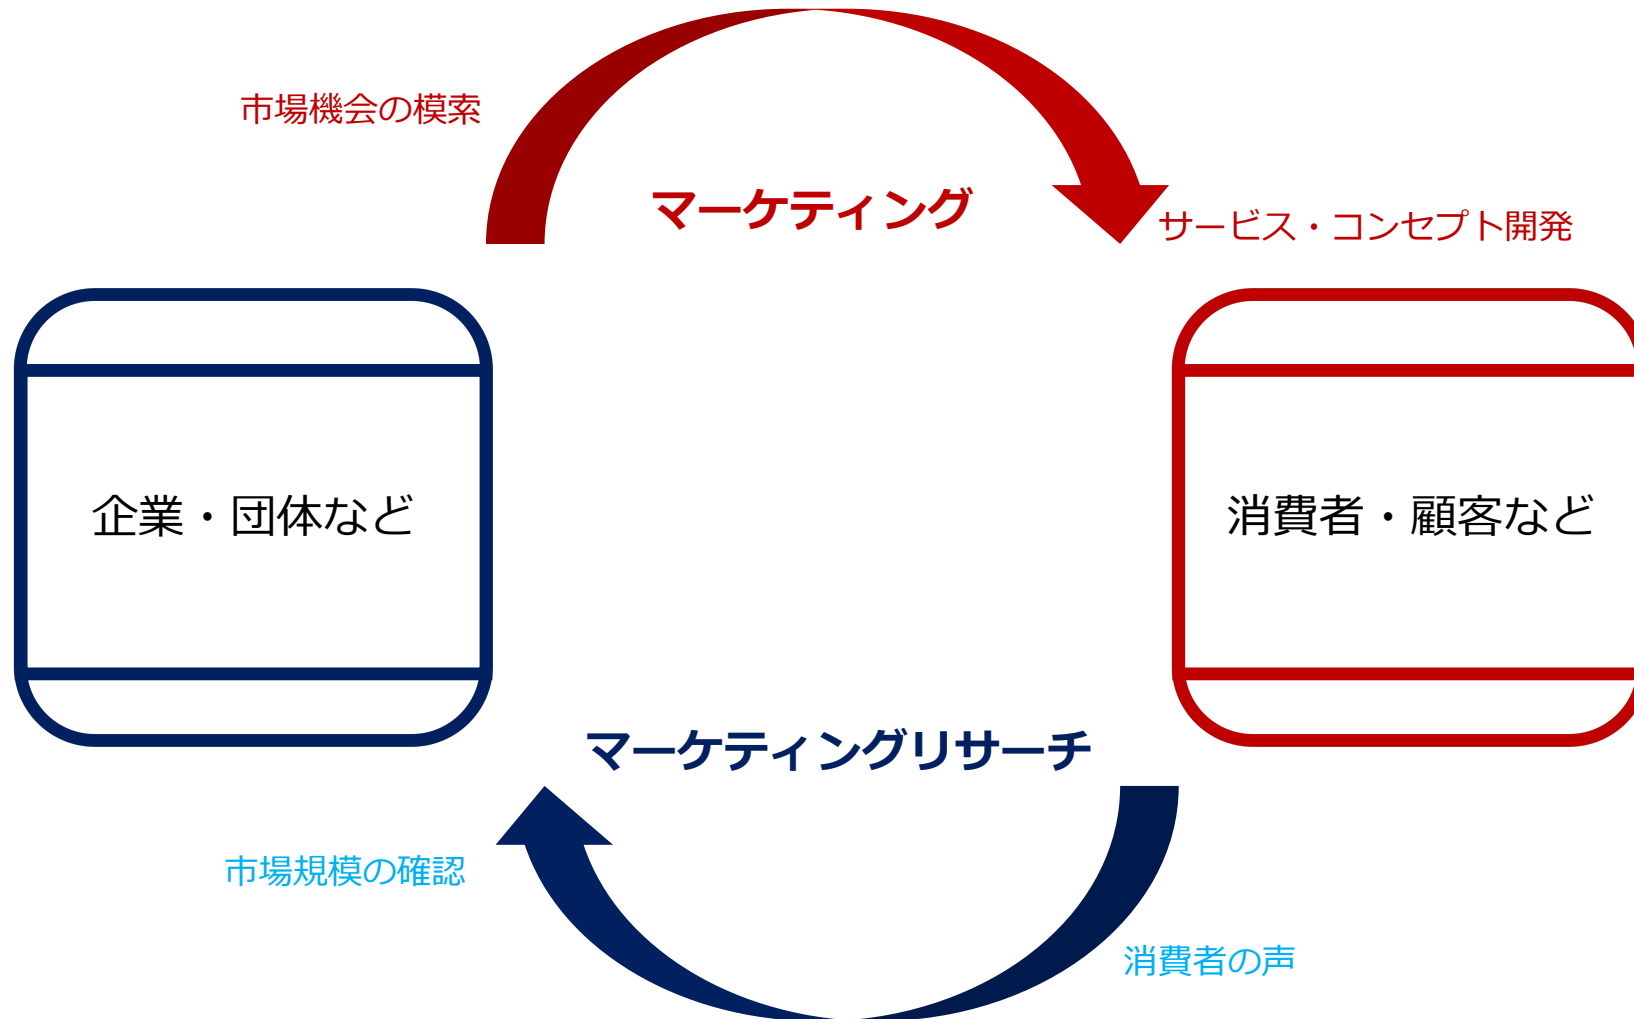 市場機会の模索
マーケティング
サービス・コンセプト開発
企業・団体など
消費者・顧客など
マーケティングリサーチ
市場規模の確認
消費者の声